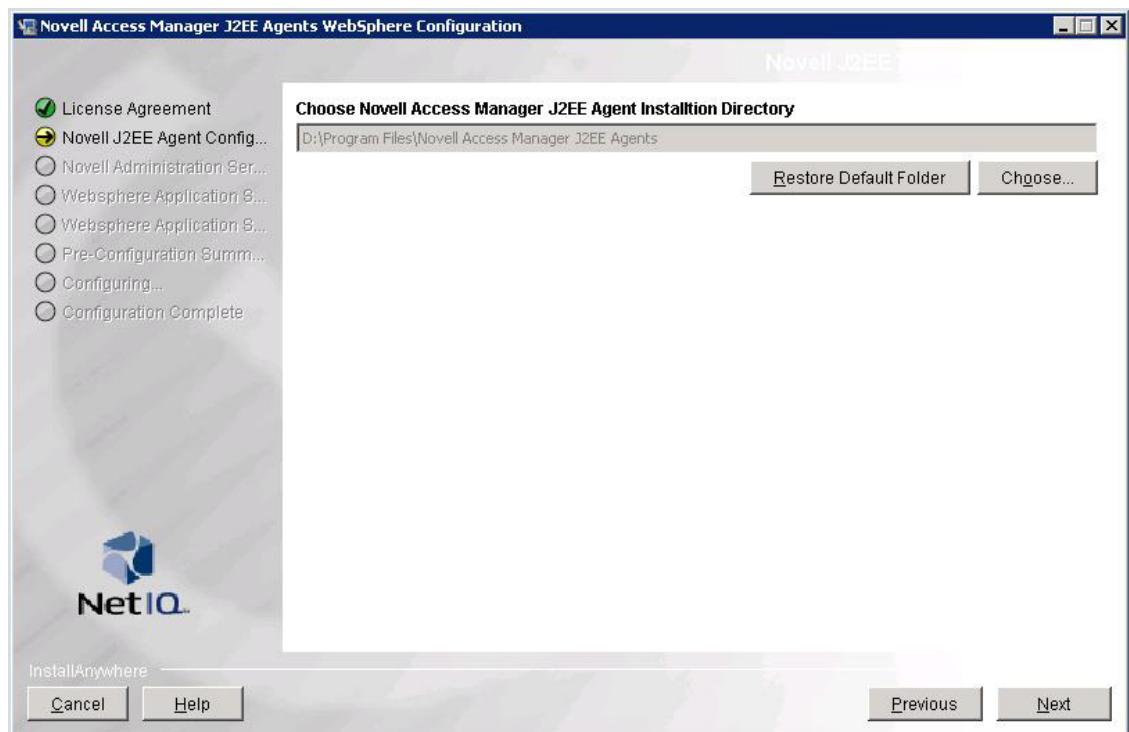 Novell Access Manager J2EE Agents WebSphere Configuration
Novell J2EE
License Agreement
Novell J2EE Agent Config...
Novell Administration Ser...
Websphere Application S...
Websphere Application S...
Pre-Configuration Summ...
Configuring...
Configuration Complete
Choose Novell Access Manager J2EE Agent Installtion Directory
D:\Program Files\Novell Access Manager J2EE Agents
Restore Default Folder
Choose...
NetIQ
InstallAnywhere
Cancel
Help
Previous
Next